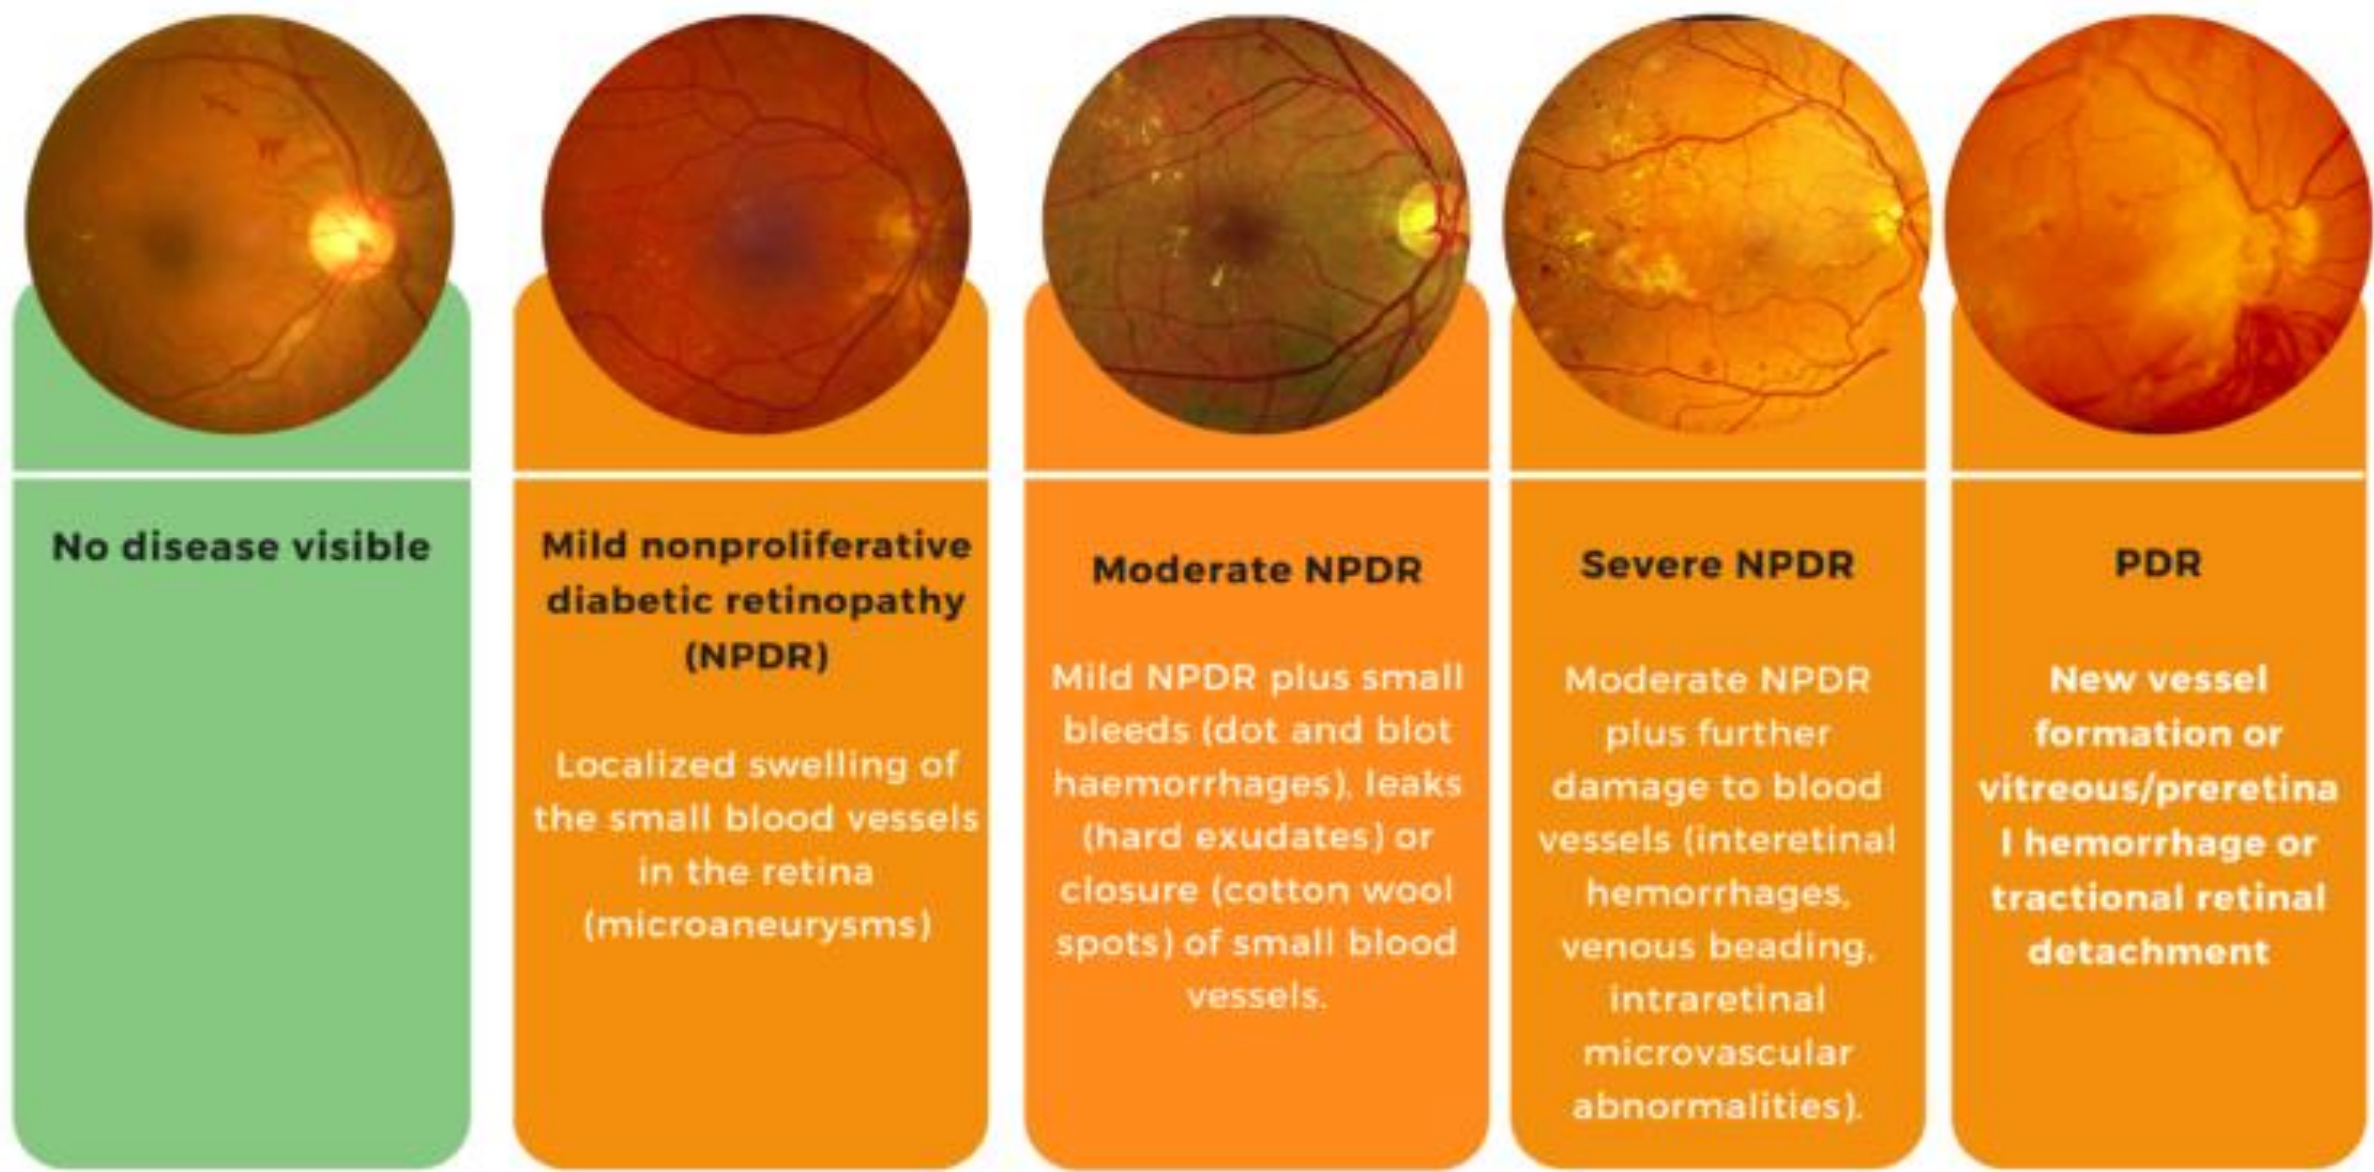 No disease visible
Mild nonproliferative
diabetic retinopathy
(NPDR)
Localized swelling of
the small blood vessels
in the retina
(microaneurysms)
Moderate NPDR
Mild NPDR plus small
bleeds (dot and blot
haemorrhages), leaks
(hard exudates) or
closure (cotton wool
spots) of small blood
vessels.
Severe NPDR
Moderate NPDR
plus further
damage to blood
vessels (interetinal
hemorrhages,
venous beading,
intraretinal
microvascular
abnormalities).
PDR
New vessel
formation or
vitreous/preretina
l hemorrhage or
tractional retinal
detachment